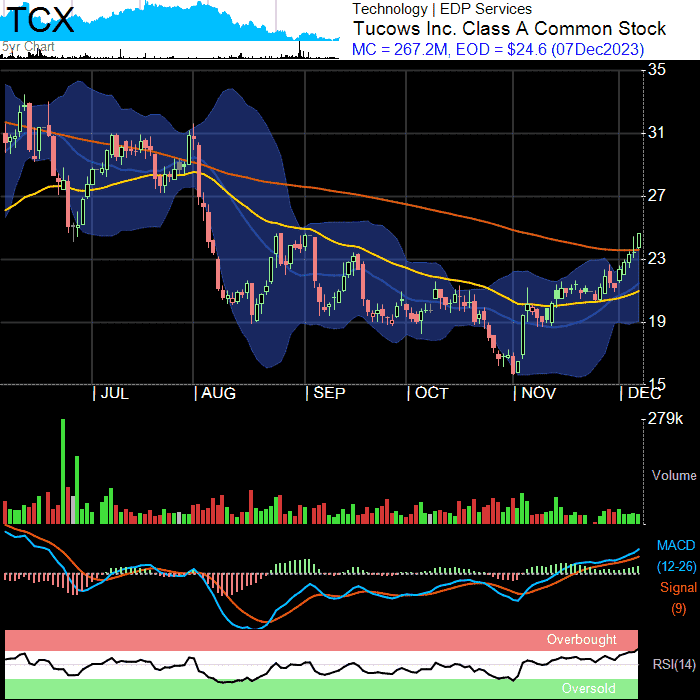 TCX
5yr Chart
Technology | EDP Services
Tucows Inc. Class A Common Stock
MC = 267.2M, EOD = $24.6 (07Dec2023)
35
31
27
23
19
15
| JUL | AUG | SEP | OCT | NOV | DEC
279k
Volume
MACD
(12-26)
Signal
(9)
Overbought
RSI(14)
Oversold